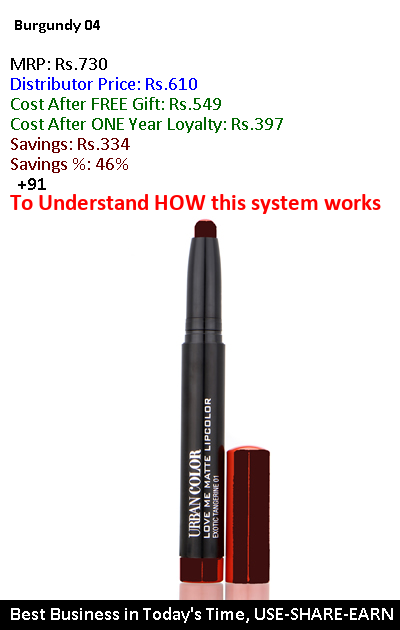 Burgundy 04
MRP: Rs.730
Distributor Price: Rs.610
Cost After FREE Gift: Rs.549
Cost After ONE Year Loyalty: Rs.397
Savings: Rs.334
Savings %: 46%
+91
To Understand HOW this system works
URBAN COLOR
LOVE ME MATTE LIPCOLOR
EXOTIC TANGERINE 01
Best Business in Today's Time, USE-SHARE-EARN